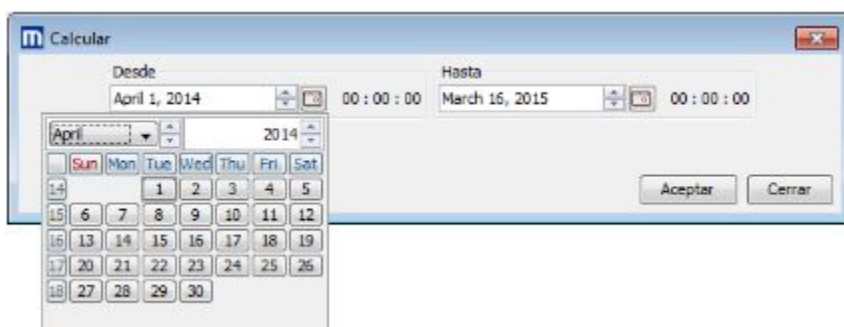 m Calcular
Desde Hasta
April 1, 2014 00 : 00 : 00 March 16, 2015 00 : 00 : 00
April 2014
Sun Mon Tue Wed Thu Fri Sat
14 1 2 3 4 5
15 6 7 8 9 10 11 12
Aceptar Cerrar
16 13 14 15 16 17 18 19
17 20 21 22 23 24 25 26
18 27 28 29 30